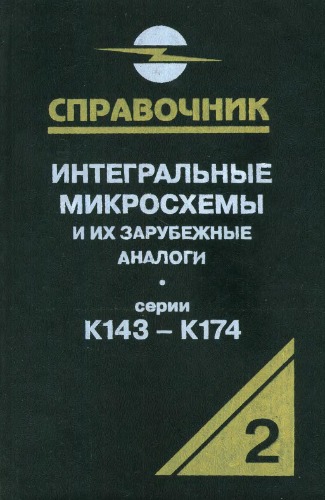 СПРАВОЧНИК
ИНТЕГРАЛЬНЫЕ
МИКРОСХЕМЫ
И ИХ ЗАРУБЕЖНЫЕ
АНАЛОГИ
•
серии
К143 – К174
2